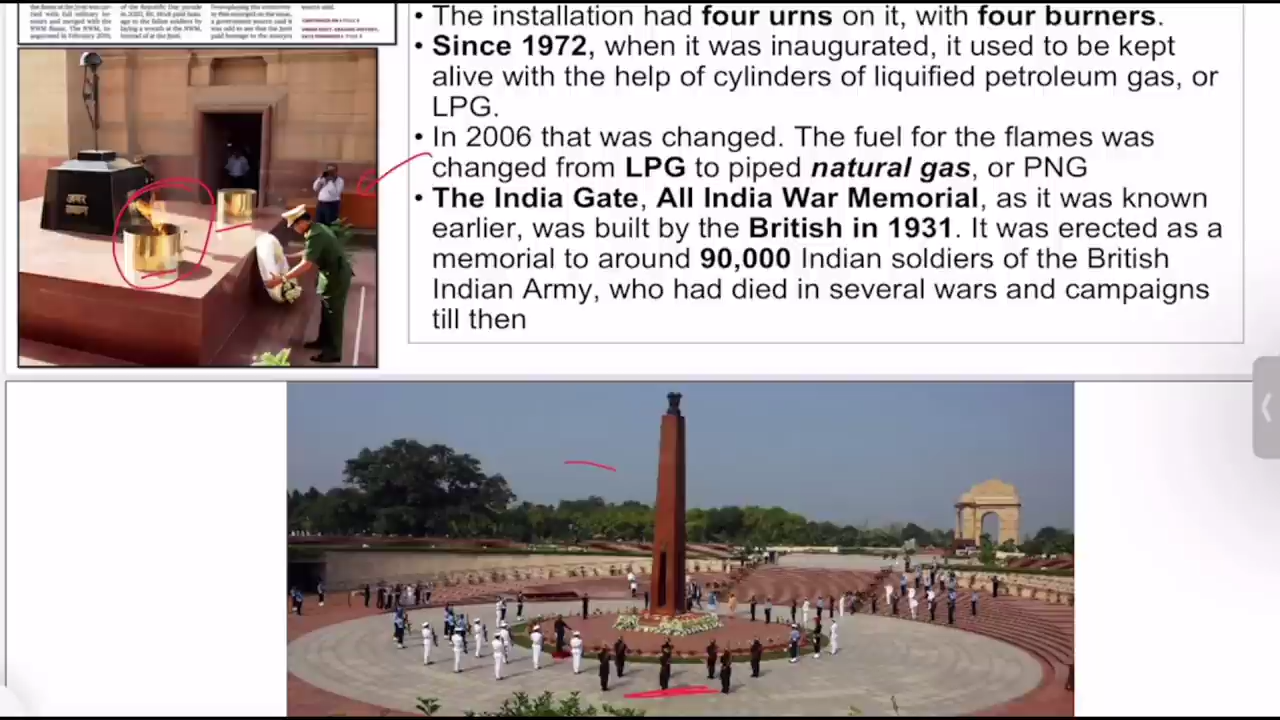 • The installation had four urns on it, with four burners.
• Since 1972, when it was inaugurated, it used to be kept
alive with the help of cylinders of liquified petroleum gas, or
LPG.
• In 2006 that was changed. The fuel for the flames was
changed from LPG to piped natural gas, or PNG
• The India Gate, All India War Memorial, as it was known
earlier, was built by the British in 1931. It was erected as a
memorial to around 90,000 Indian soldiers of the British
Indian Army, who had died in several wars and campaigns
till then
अमर
जवान